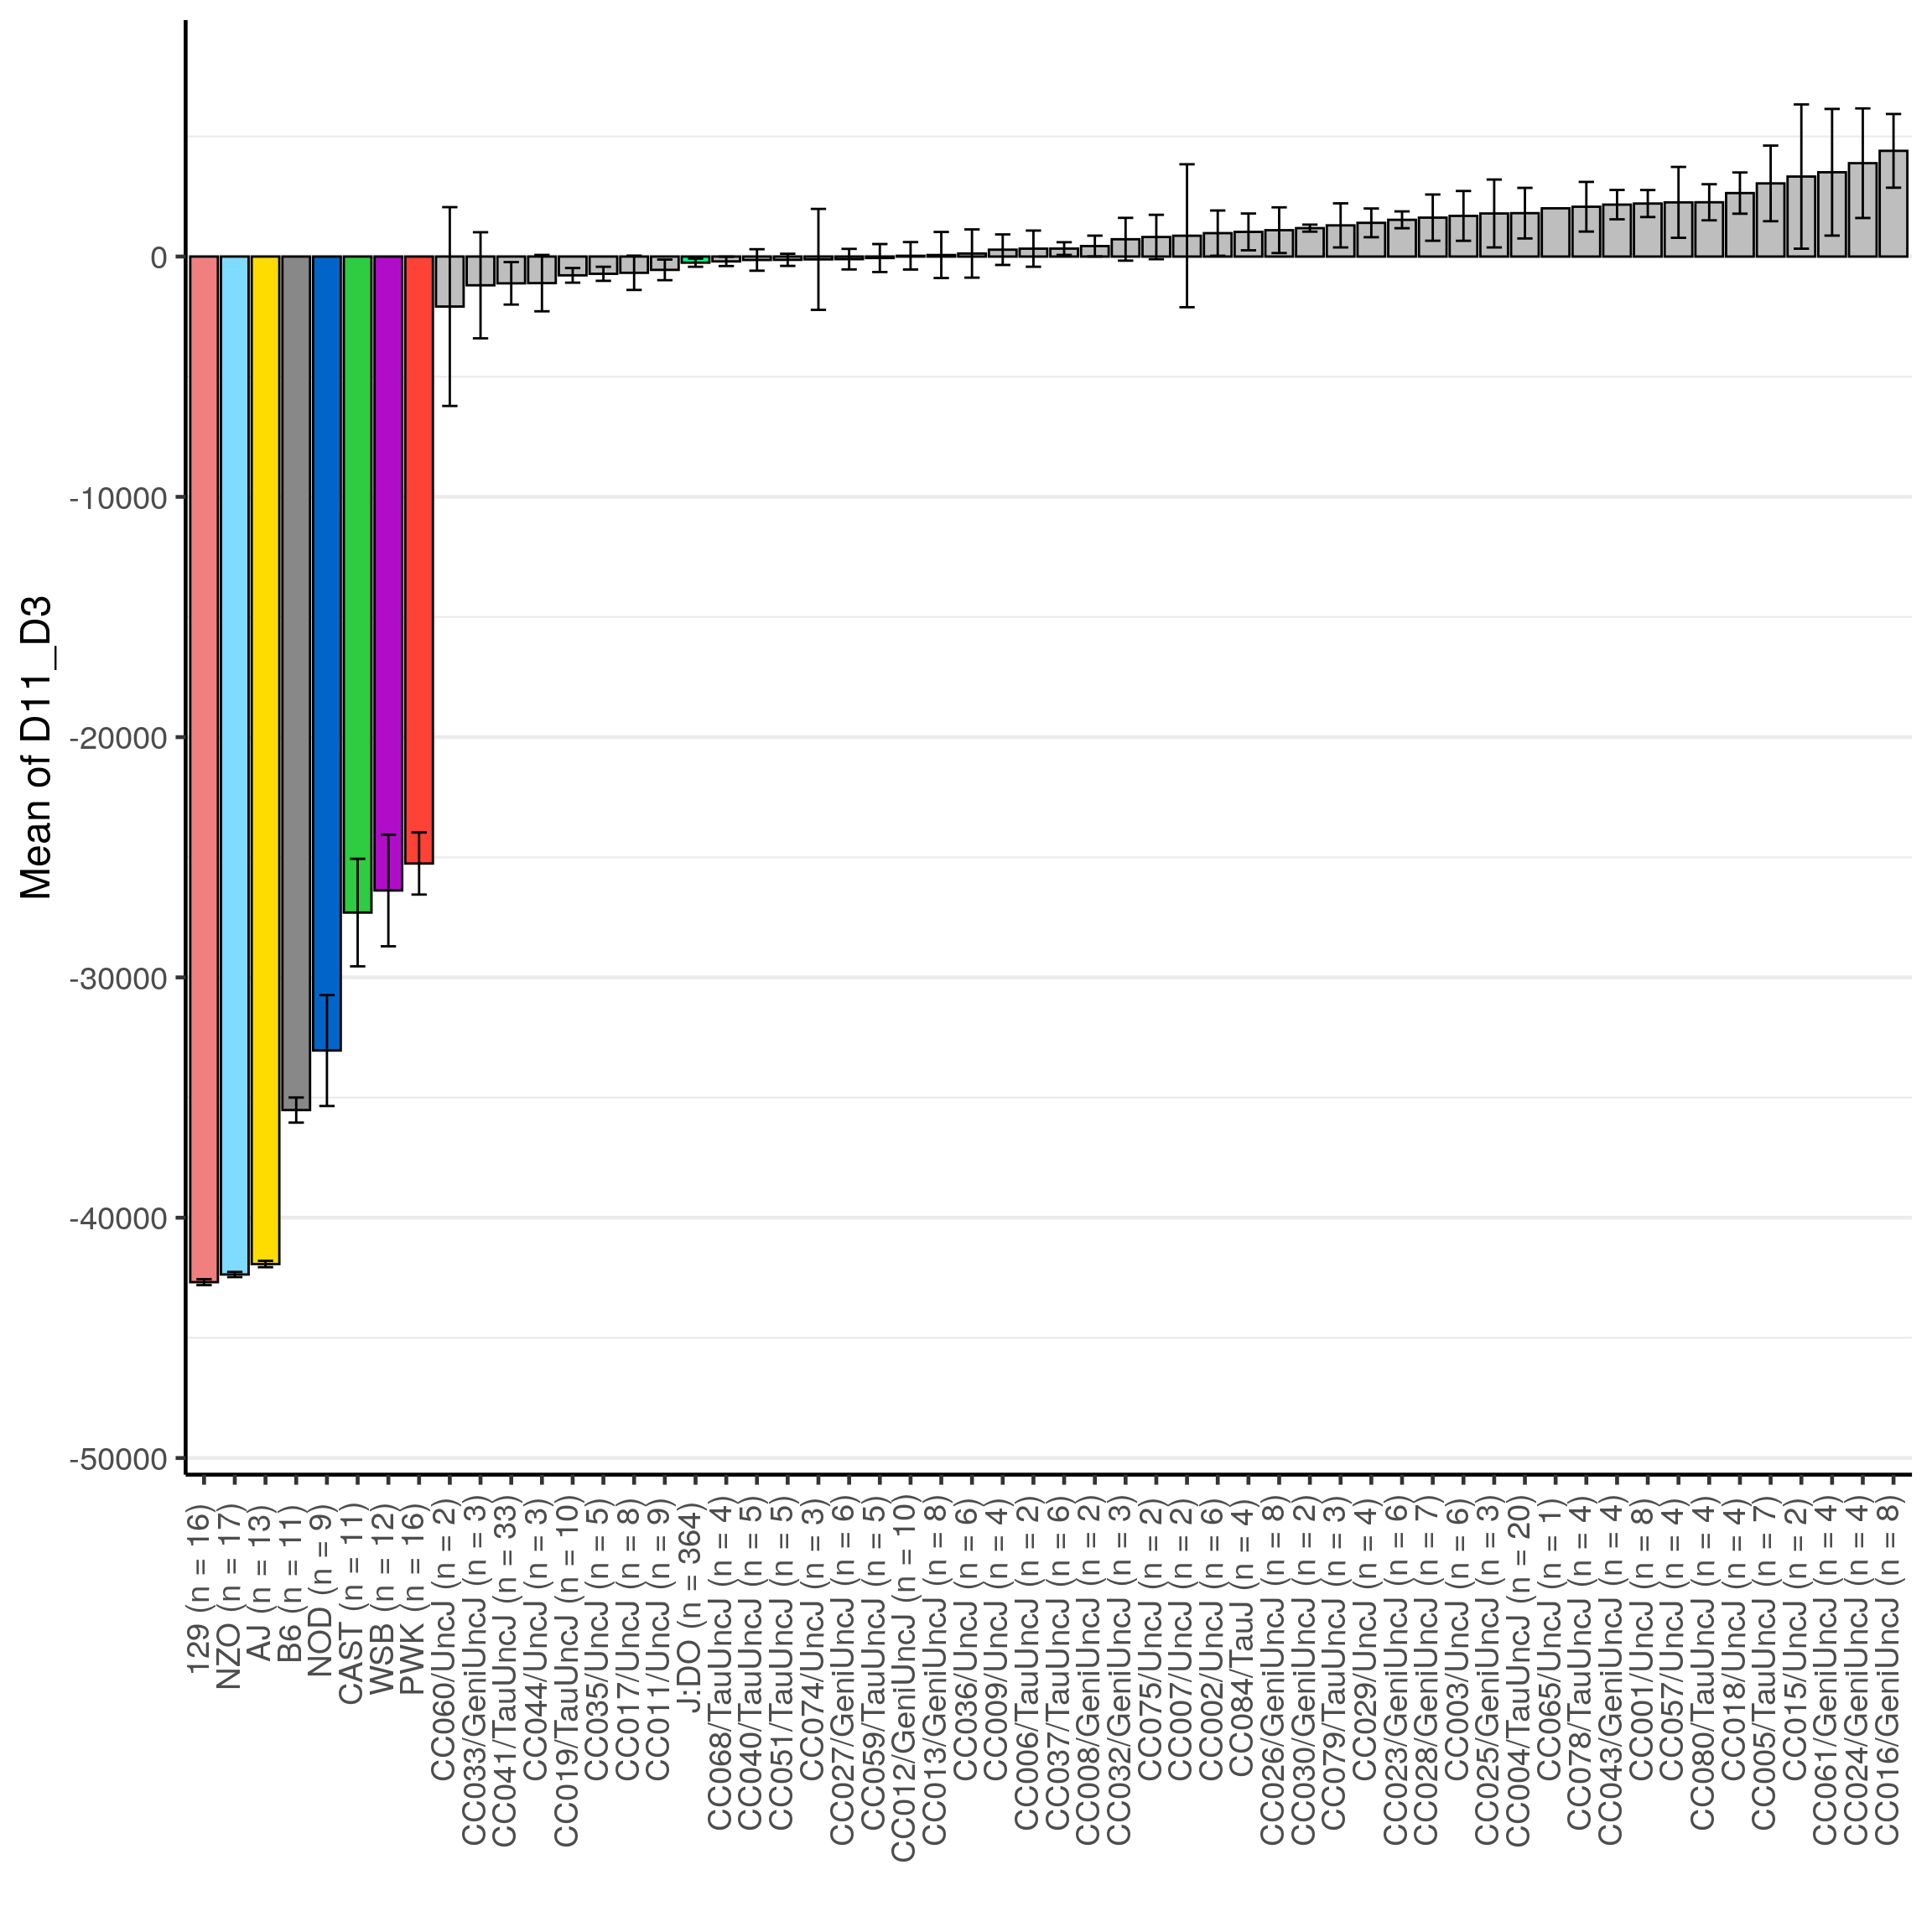 Mean of D11_D3
0
-10000
-20000
-30000
-40000
-50000
129 (n = 16)
NZO (n = 17)
AJ (n = 13)
B6 (n = 11)
NOD (n = 9)
CAST (n = 11)
WSB (n = 12)
PWK (n = 16)
CC060/UncJ (n = 2)
CC033/GeniUncJ (n = 3)
CC041/TauUncJ (n = 33)
CC044/UncJ (n = 3)
CC019/TauUncJ (n = 10)
CC035/UncJ (n = 5)
CC017/UncJ (n = 8)
CC011/UncJ (n = 9)
J:DO (n = 364)
CC068/TauUncJ (n = 4)
CC040/TauUncJ (n = 5)
CC051/TauUncJ (n = 5)
CC074/UncJ (n = 3)
CC027/GeniUncJ (n = 6)
CC059/TauUncJ (n = 5)
CC012/GeniUncJ (n = 10)
CC013/GeniUncJ (n = 8)
CC036/UncJ (n = 6)
CC009/UncJ (n = 4)
CC006/TauUncJ (n = 2)
CC037/TauUncJ (n = 6)
CC008/GeniUncJ (n = 2)
CC032/GeniUncJ (n = 3)
CC075/UncJ (n = 2)
CC007/UncJ (n = 2)
CC002/UncJ (n = 6)
CC084/TauJ (n = 4)
CC026/GeniUncJ (n = 8)
CC030/GeniUncJ (n = 2)
CC079/TauUncJ (n = 3)
CC029/UncJ (n = 4)
CC023/GeniUncJ (n = 6)
CC028/GeniUncJ (n = 7)
CC003/UncJ (n = 6)
CC025/GeniUncJ (n = 3)
CC004/TauUncJ (n = 20)
CC065/UncJ (n = 1)
CC078/TauUncJ (n = 4)
CC043/GeniUncJ (n = 4)
CC001/UncJ (n = 8)
CC057/UncJ (n = 4)
CC080/TauUncJ (n = 4)
CC018/UncJ (n = 4)
CC005/TauUncJ (n = 7)
CC015/UncJ (n = 2)
CC061/GeniUncJ (n = 4)
CC024/GeniUncJ (n = 4)
CC016/GeniUncJ (n = 8)